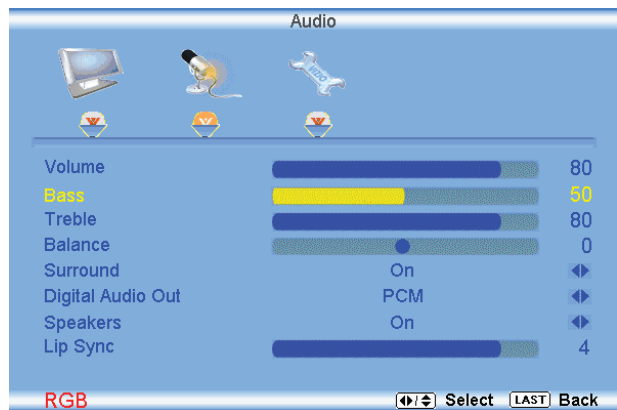 Audio
Volume 80
Bass 50
Treble 80
Balance 0
Surround On
Digital Audio Out PCM
Speakers On
Lip Sync 4
RGB Select LAST Back